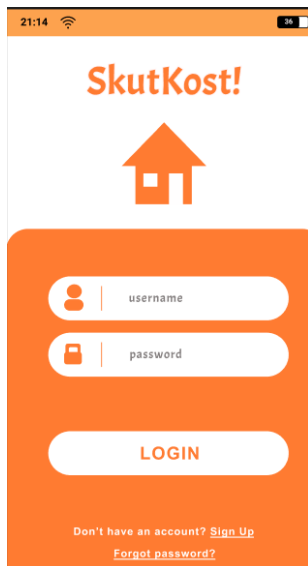 21:14
36
SkutKost!
username
password
LOGIN
Don't have an account? Sign Up
Forgot password?